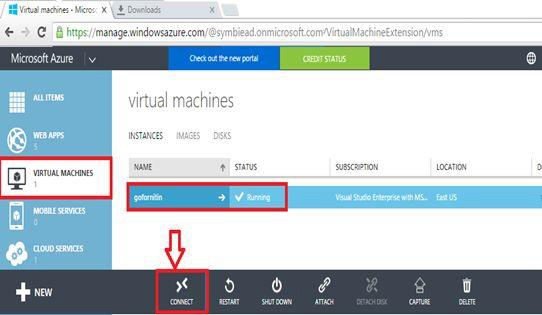 Virtual machines - Micros
Downloads
https://manage.windowsazure.com/@symbiead.onmicrosoft.com#VirtualMachineExtension/vms
Microsoft Azure
Check out the new portal
CREDIT STATUS
ALL ITEMS
WEB APPS
5
VIRTUAL MACHINES
1
MOBILE SERVICES
0
CLOUD SERVICES
1
virtual machines
INSTANCES IMAGES DISKS
NAME STATUS SUBSCRIPTION LOCATION D
gofornitin Running Visual Studio Enterprise with MS... East US
NEW
CONNECT RESTART SHUT DOWN ATTACH DETACH DISK CAPTURE DELETE